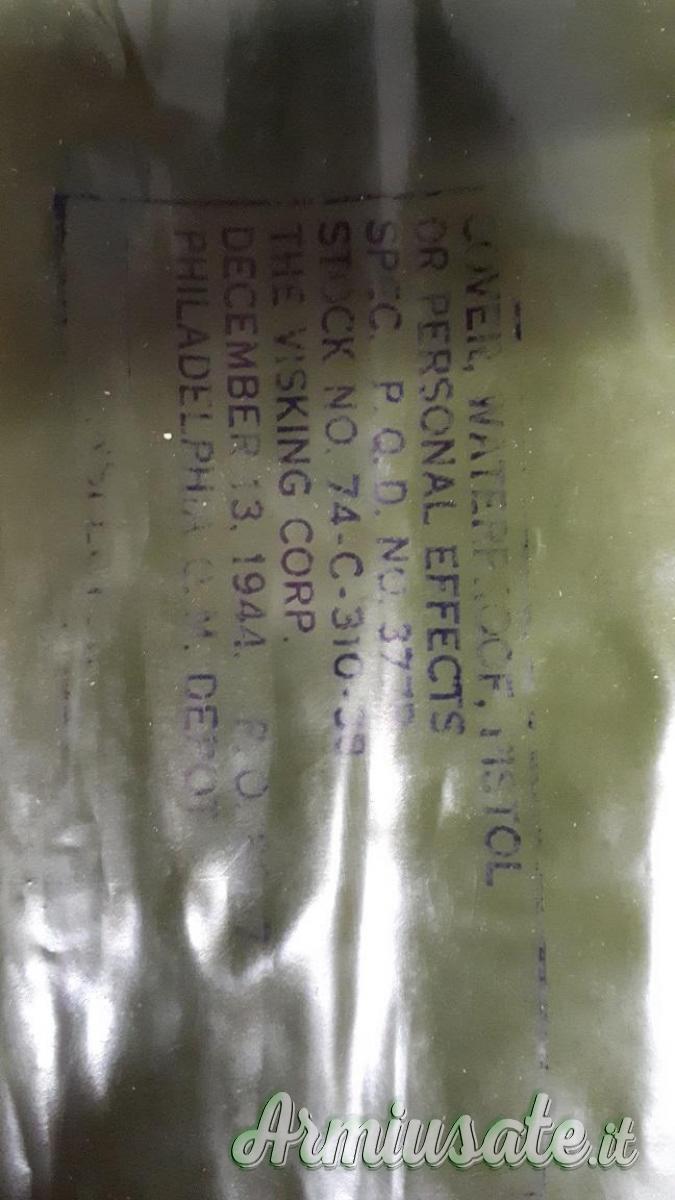 COVER, WATERPROOF, PISTOL
OR PERSONAL EFFECTS
SPEC. P.Q.D. NO. 377B
STOCK NO. 74-C-310-
THE VISKING CORP.
DECEMBER 13, 1944. P.O.
PHILADELPHIA Q.M. DEPOT
Armiusate.it